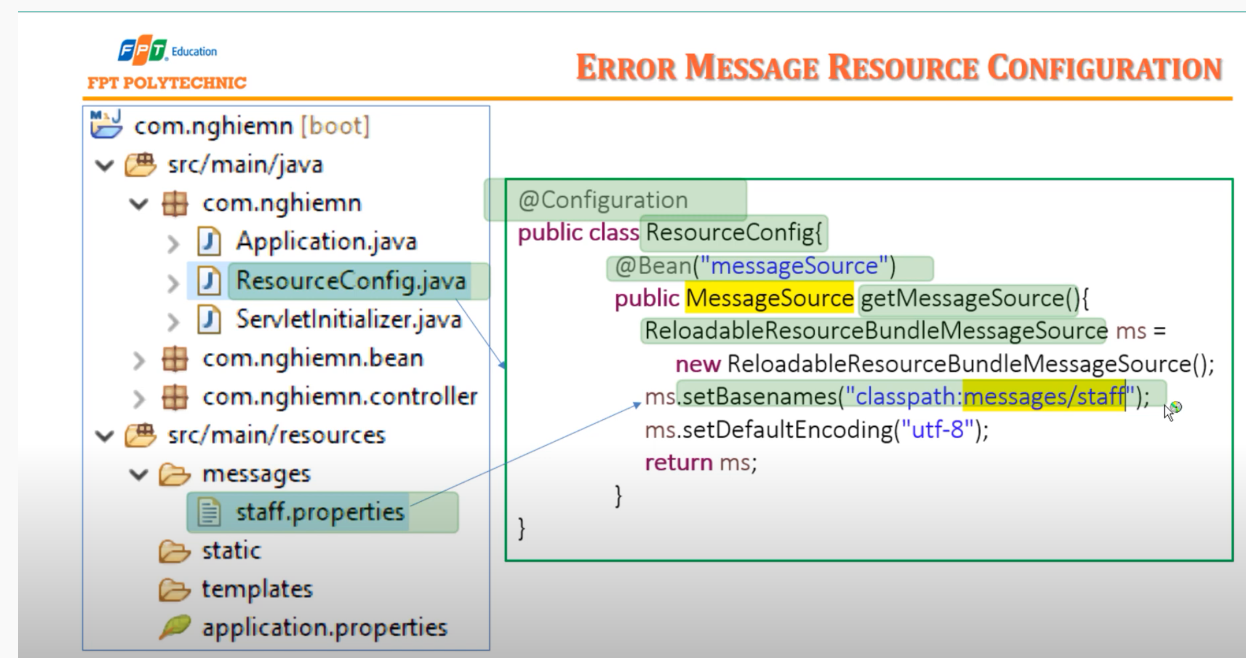 FPT Education
FPT POLYTECHNIC
ERROR MESSAGE RESOURCE CONFIGURATION
com.nghiemn [boot]
src/main/java
com.nghiemn
Application.java
ResourceConfig.java
ServletInitializer.java
com.nghiemn.bean
com.nghiemn.controller
src/main/resources
messages
staff.properties
static
templates
application.properties
@Configuration
public class ResourceConfig{
@Bean("messageSource")
public MessageSource getMessageSource(){
ReloadableResourceBundleMessageSource ms =
new ReloadableResourceBundleMessageSource();
ms.setBasenames("classpath:messages/staff");
ms.setDefaultEncoding("utf-8");
return ms;
}
}